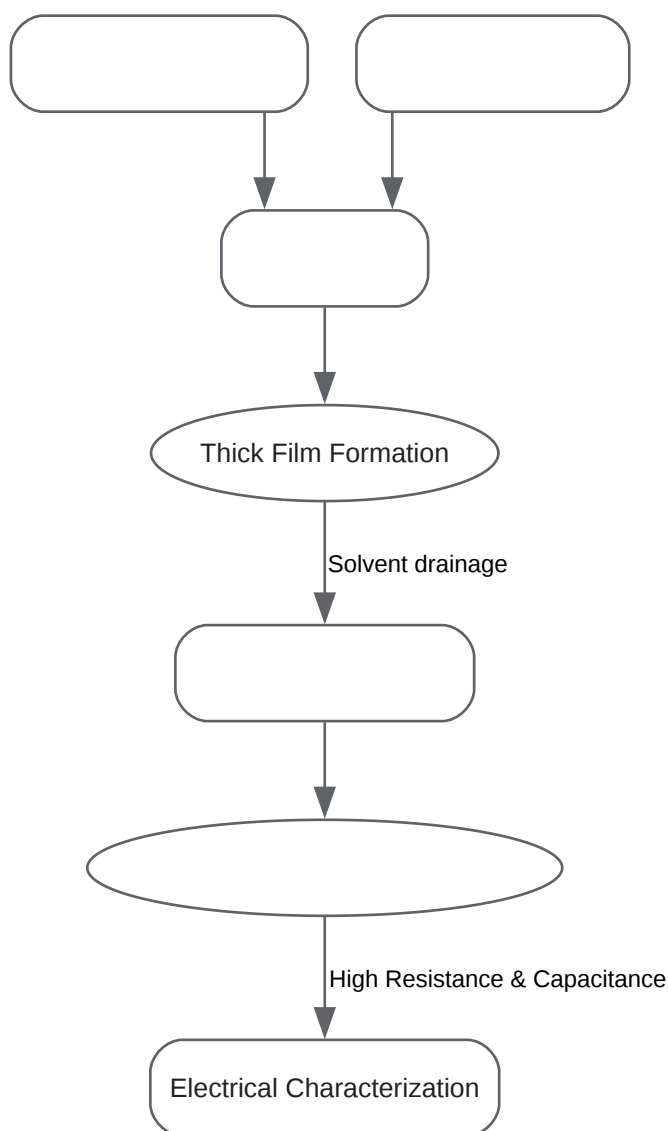 Thick Film Formation
Solvent drainage
High Resistance & Capacitance
Electrical Characterization